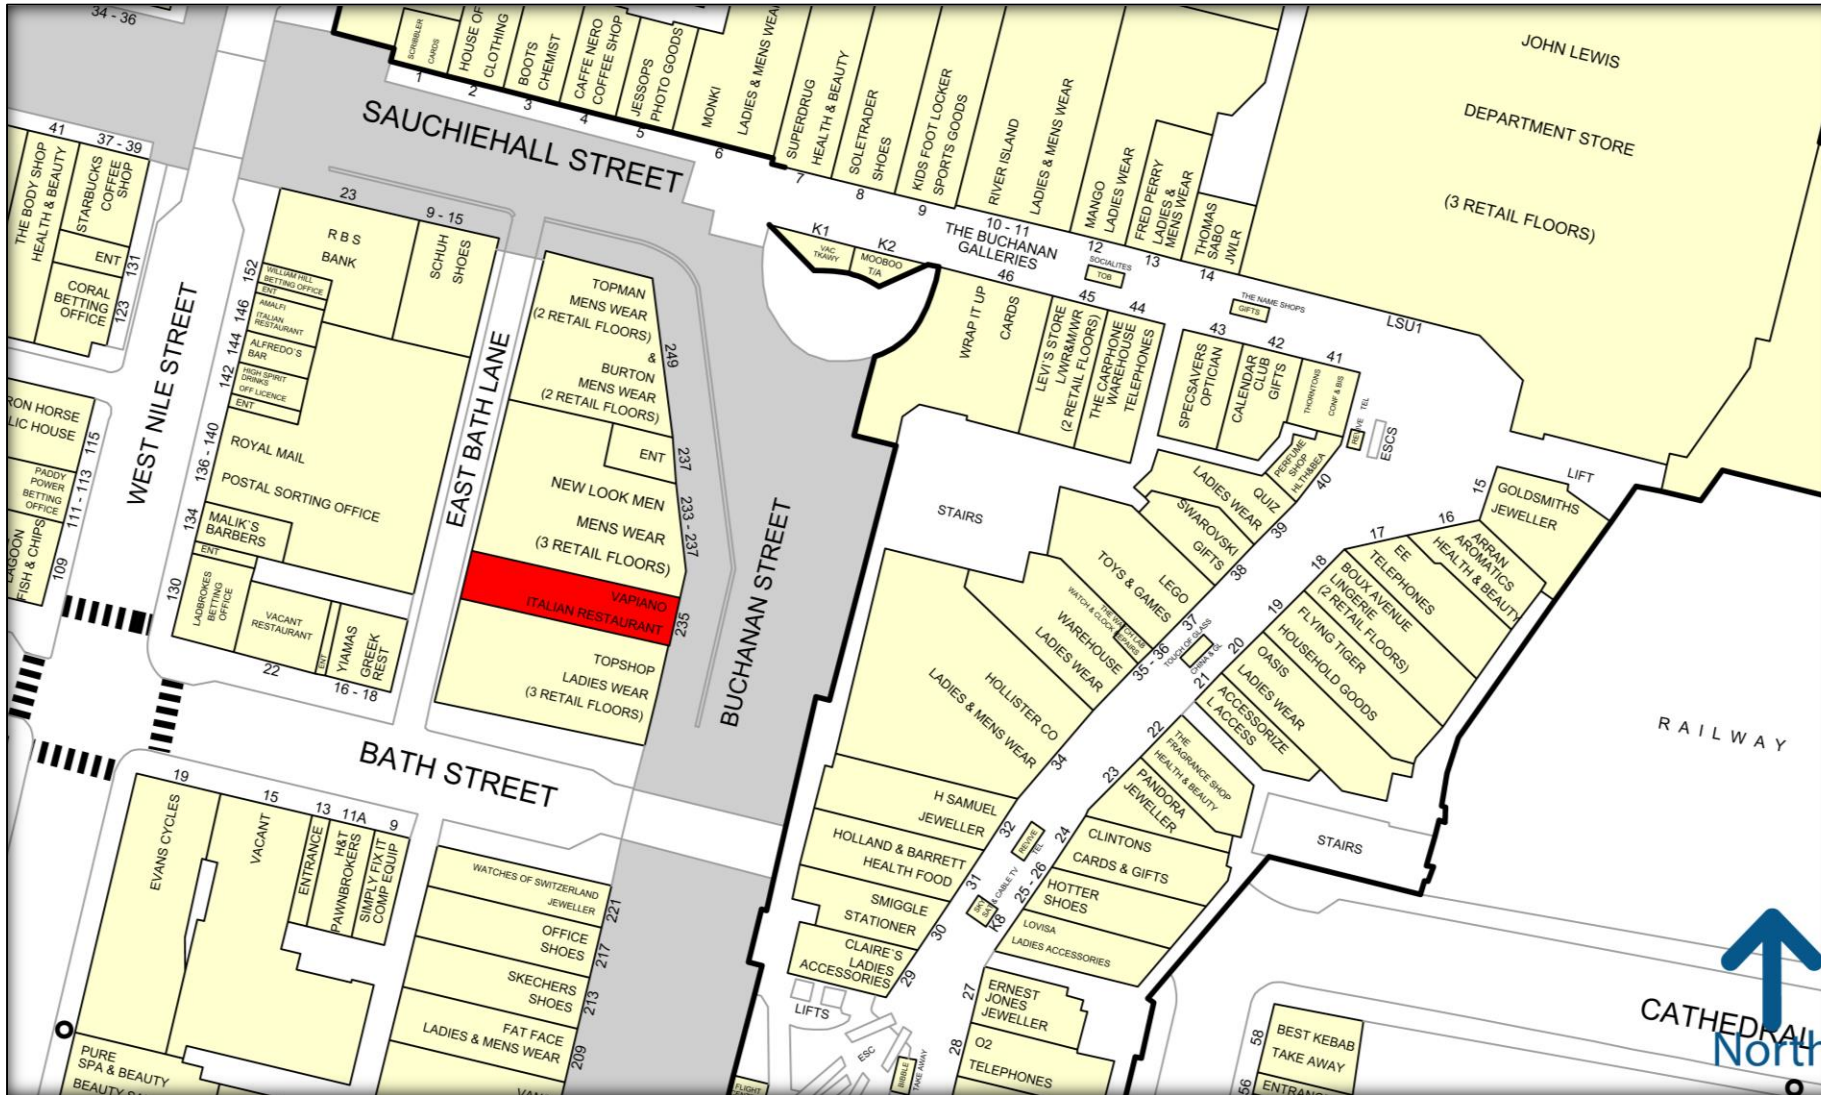 34 - 36
SCRIBBLER
CARDS
1
HOUSE OF
CLOTHING
2
BOOTS
CHEMIST
3
CAFFE NERO
COFFEE SHOP
4
JESSOPS
PHOTO GOODS
5
MONKI
LADIES & MENS WEAR
6
SUPERDRUG
HEALTH & BEAUTY
7
SOLETRADER
SHOES
8
KIDS FOOT LOCKER
SPORTS GOODS
9
RIVER ISLAND
LADIES & MENS WEAR
10 - 11
MANGO
LADIES WEAR
12
FRED PERRY
LADIES &
MENS WEAR
13
THOMAS
SABO
JWLR
14
JOHN LEWIS
DEPARTMENT STORE
(3 RETAIL FLOORS)
SAUCHIEHALL STREET
THE BUCHANAN
GALLERIES
LSU1
K1
VAC
TKAWY
K2
MOOBOO
T/A
SOCIALITES
TOB
THE NAME SHOPS
GIFTS
41
THE BODY SHOP
HEALTH & BEAUTY
37 - 39
STARBUCKS
COFFEE
SHOP
ENT
131
CORAL
BETTING
OFFICE
123
WEST NILE STREET
23
R B S
BANK
9 - 15
SCHUH
SHOES
152
WILLIAM HILL
BETTING OFFICE
ENT
146
AMALFI
ITALIAN
RESTAURANT
144
ALFREDO`S
BAR
142
HIGH SPIRIT
DRINKS
OFF LICENCE
ENT
136 - 140
ROYAL MAIL
POSTAL SORTING OFFICE
134
MALIK`S
BARBERS
ENT
130
LADBROKES
BETTING
OFFICE
VACANT
RESTAURANT
22
ENT
YIAMAS
GREEK
REST
16 - 18
RON HORSE
LIC HOUSE
115
PADDY
POWER
BETTING
OFFICE
111 - 113
LAGOON
FISH & CHIPS
109
EAST BATH LANE
TOPMAN
MENS WEAR
(2 RETAIL FLOORS)
&
BURTON
MENS WEAR
(2 RETAIL FLOORS)
249
ENT
237
NEW LOOK MEN
MENS WEAR
(3 RETAIL FLOORS)
233 - 237
VAPIANO
ITALIAN RESTAURANT
235
TOPSHOP
LADIES WEAR
(3 RETAIL FLOORS)
BUCHANAN STREET
BATH STREET
46
WRAP IT UP
CARDS
45
LEVI'S STORE
L/WR&M/WR
(2 RETAIL FLOORS)
44
THE CARPHONE
WAREHOUSE
TELEPHONES
43
SPECSAVERS
OPTICIAN
42
CALENDAR
CLUB
GIFTS
41
THORNTONS
CONF & BIS
REVIVE TEL
ESCS
PERFUME
SHOP
HLTH&BEA
40
QUIZ
LADIES WEAR
39
SWAROVSKI
GIFTS
38
LEGO
TOYS & GAMES
37
THE WATCH LAB
WATCH & CLOCK REPAIRS
WAREHOUSE
LADIES WEAR
35 - 36
TOUCH OF GLASS
CHINA & GL
HOLLISTER CO
LADIES & MENS WEAR
34
STAIRS
LIFT
15
GOLDSMITHS
JEWELLER
16
ARRAN
AROMATICS
HEALTH & BEAUTY
17
EE
TELEPHONES
18
BOUX AVENUE
LINGERIE
(2 RETAIL FLOORS)
19
FLYING TIGER
HOUSEHOLD GOODS
20
OASIS
LADIES WEAR
21
ACCESSORIZE
L ACCESS
22
THE
FRAGRANCE SHOP
HEALTH & BEAUTY
23
PANDORA
JEWELLER
24
CLINTONS
CARDS & GIFTS
25 - 26
HOTTER
SHOES
K8
LOVISA
LADIES ACCESSORIES
STAIRS
RAILWAY
H SAMUEL
JEWELLER
32
REVIVE
TEL
HOLLAND & BARRETT
HEALTH FOOD
31
SKY
SAT & CABLE TV
SMIGGLE
STATIONER
30
CLAIRE`S
LADIES
ACCESSORIES
29
LIFTS
ESC
BIBBLE
TAKE AWAY
27
ERNEST
JONES
JEWELLER
28
O2
TELEPHONES
FLIGHT
19
EVANS CYCLES
15
VACANT
13
ENTRANCE
11A
H&T
PAWNBROKERS
9
SIMPLY FIX IT
COMP EQUIP
WATCHES OF SWITZERLAND
JEWELLER
221
OFFICE
SHOES
217
SKECHERS
SHOES
213
FAT FACE
LADIES & MENS WEAR
209
PURE
SPA & BEAUTY
58
BEST KEBAB
TAKE AWAY
56
CATHEDRAL
North